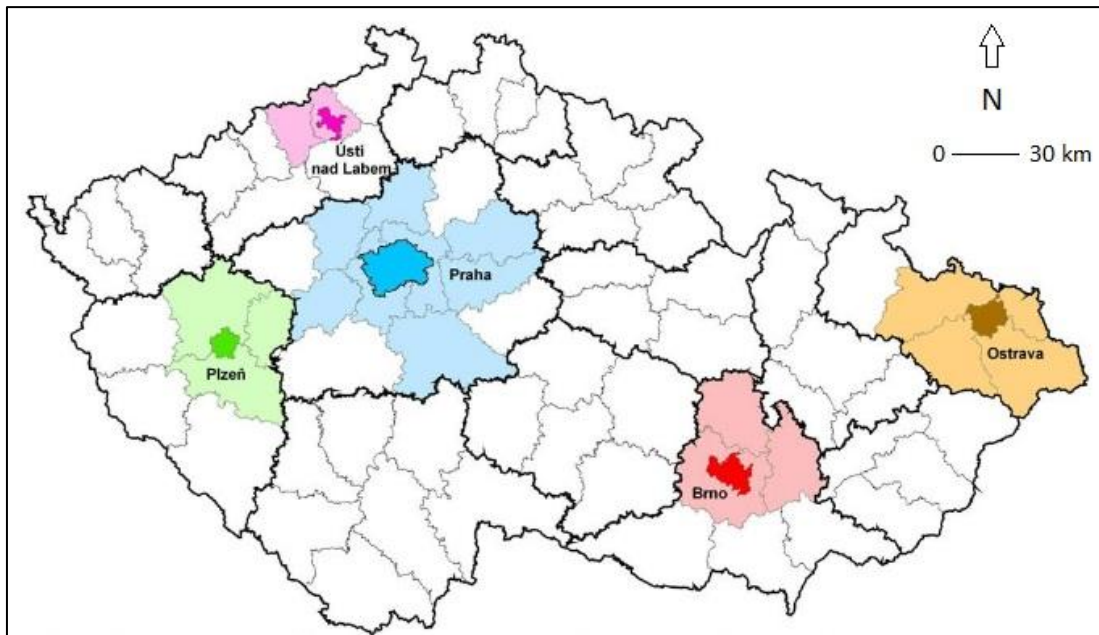 N
0 30 km
Ústí
nad Labem
Praha
Plzeň
Ostrava
Brno